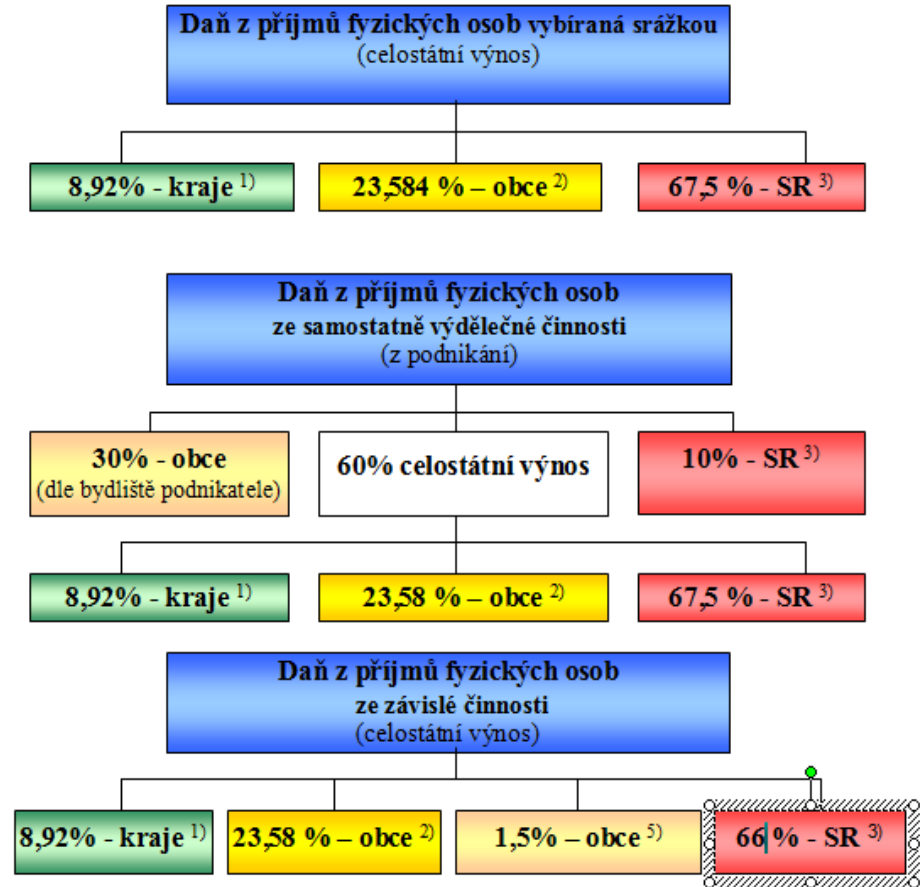 Daň z příjmů fyzických osob vybíraná srážkou
(celostátní výnos)
8,92% - kraje 1)
23,584 % – obce 2)
67,5 % - SR 3)
Daň z příjmů fyzických osob
ze samostatně výdělečné činnosti
(z podnikání)
30% - obce
(dle bydliště podnikatele)
60% celostátní výnos
10% - SR 3)
8,92% - kraje 1)
23,58 % – obce 2)
67,5 % - SR 3)
Daň z příjmů fyzických osob
ze závislé činnosti
(celostátní výnos)
8,92% - kraje 1)
23,58 % – obce 2)
1,5% – obce 5)
66 % - SR 3)